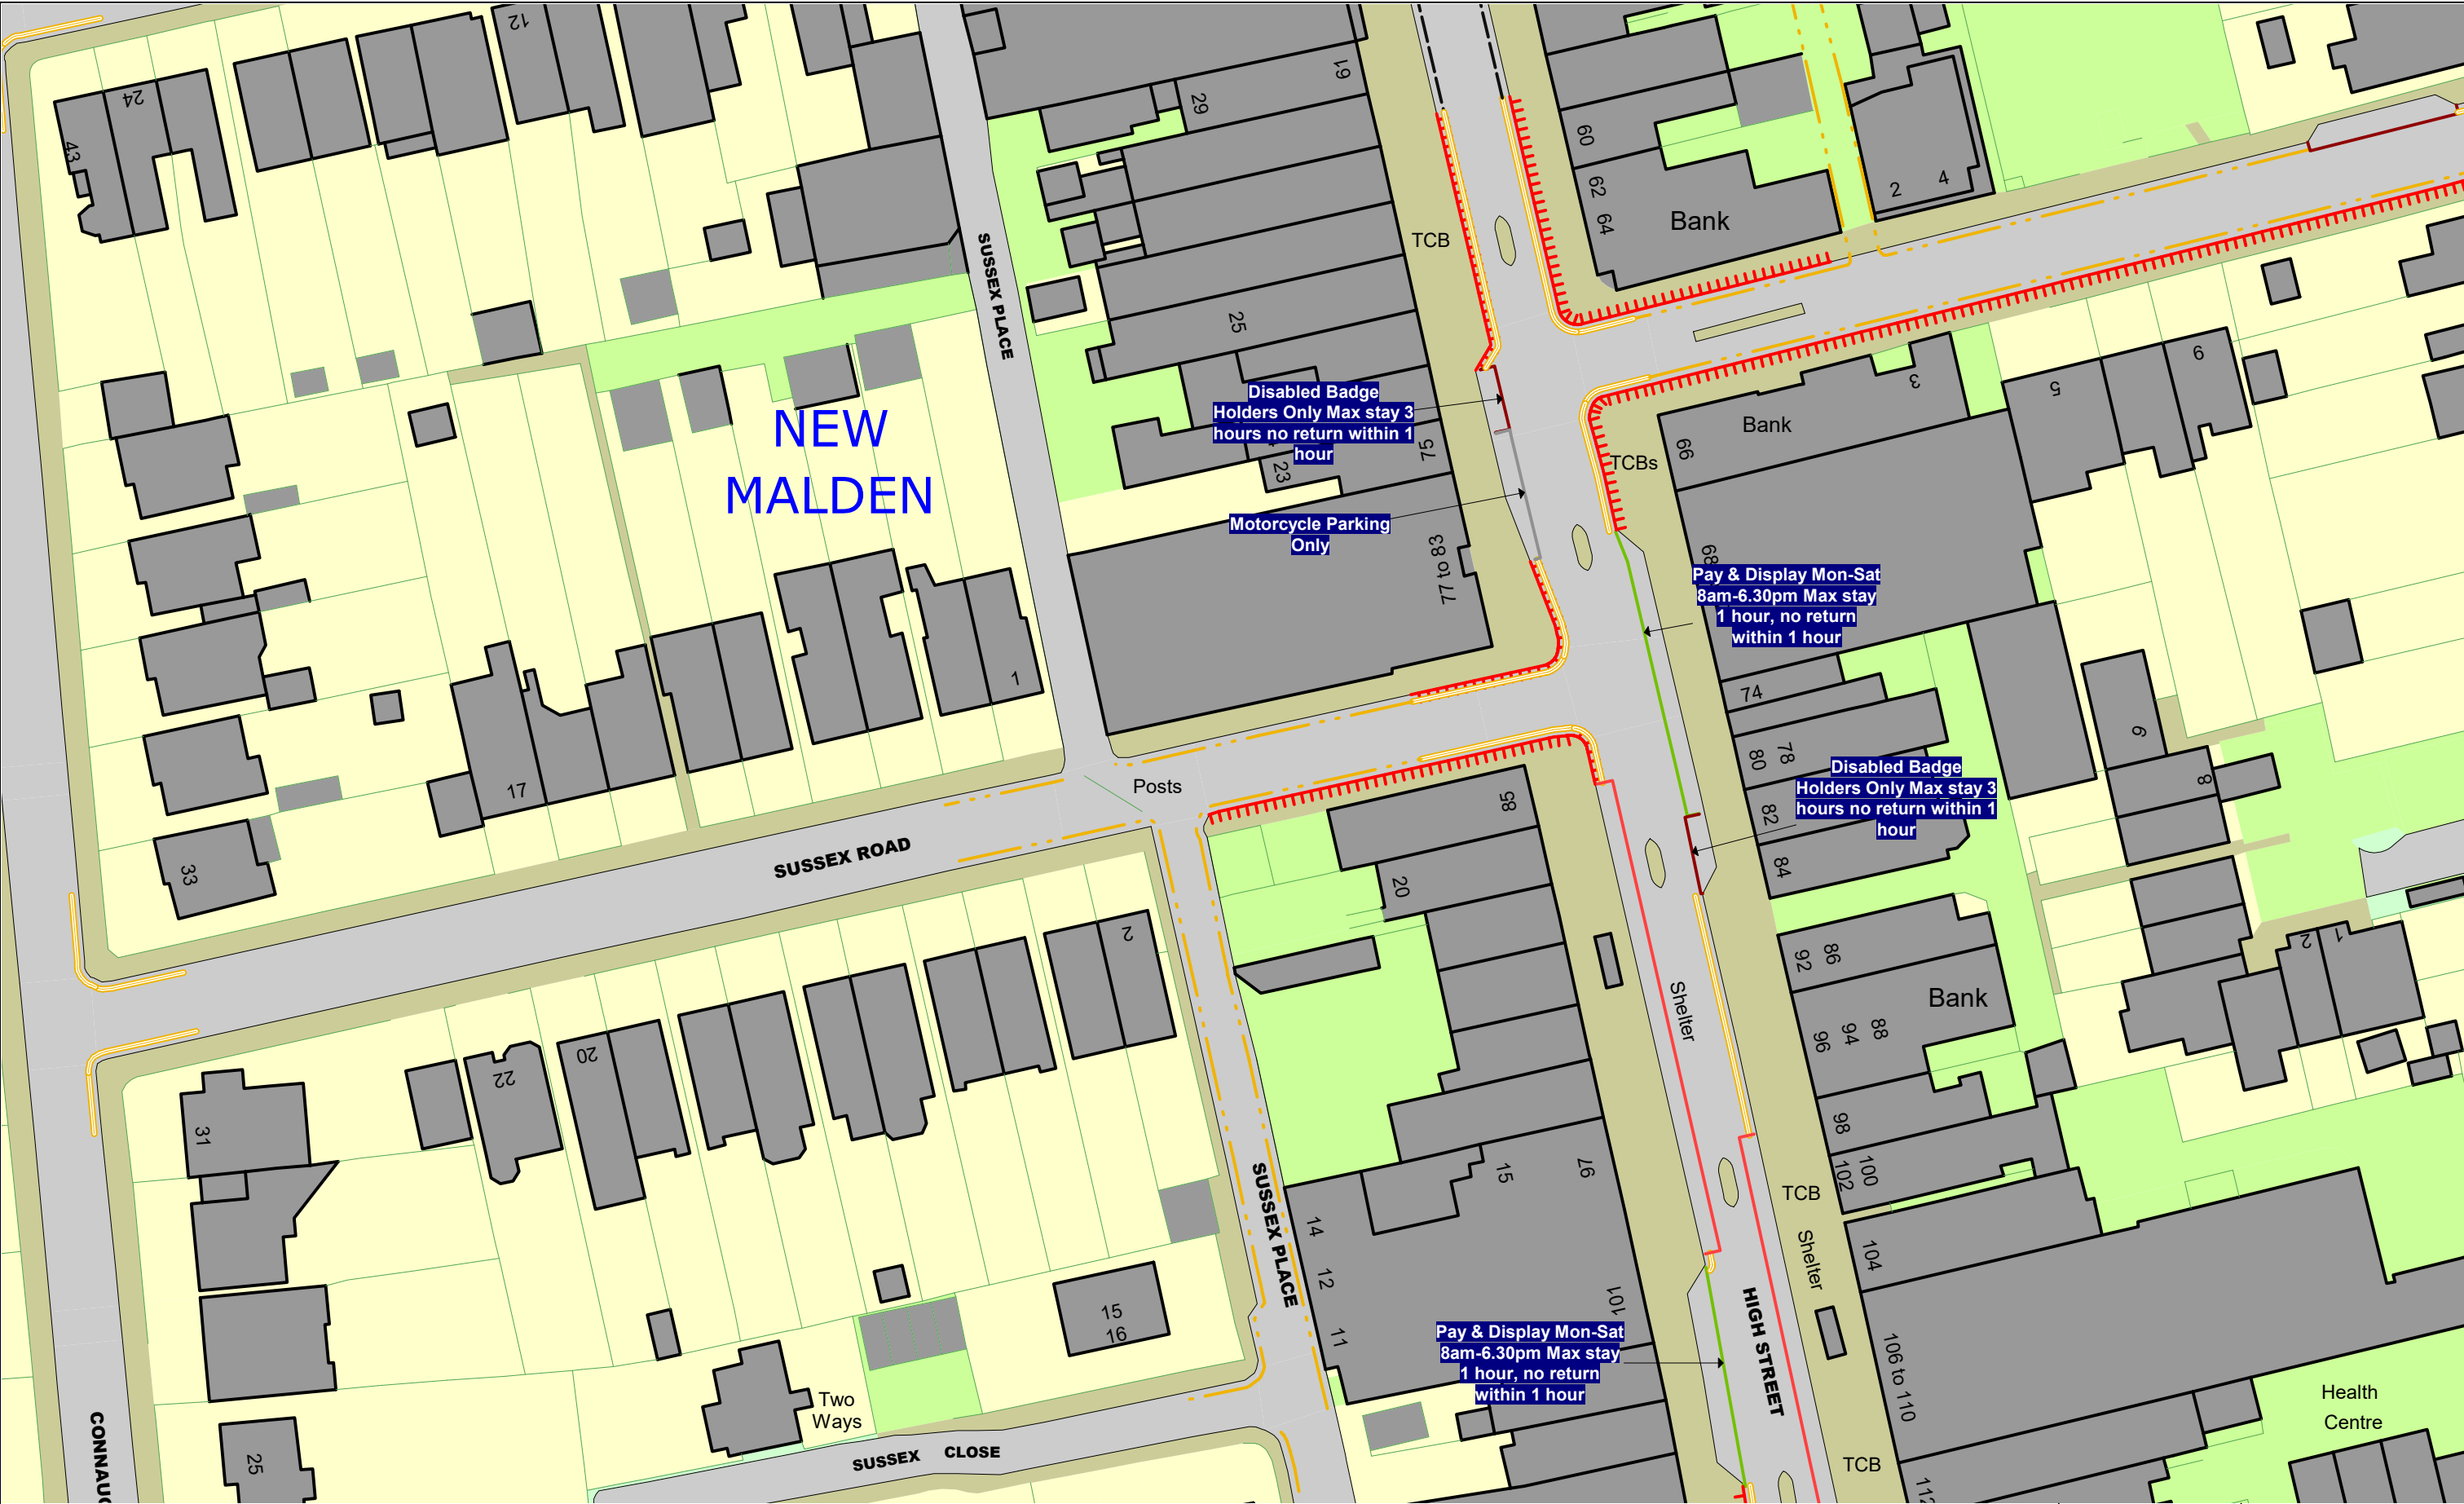 12
24
43
61
29
60
62
64
Bank
2
4
TCB
SUSSEX PLACE
25
Disabled Badge
Holders Only Max stay 3
hours no return within 1
hour
75
23
NEW
MALDEN
3
5
9
Bank
66
TCBs
Motorcycle Parking
Only
77 to 83
68
Pay & Display Mon-Sat
8am-6.30pm Max stay
1 hour, no return
within 1 hour
1
74
78
80
6
8
Posts
17
Disabled Badge
Holders Only Max stay 3
hours no return within 1
hour
82
84
85
20
33
SUSSEX ROAD
2
86
92
2
1
Bank
88
94
96
Shelter
20
22
31
98
100
102
15
97
TCB
SUSSEX PLACE
14
12
11
101
Shelter
104
15
16
HIGH STREET
Pay & Display Mon-Sat
8am-6.30pm Max stay
1 hour, no return
within 1 hour
106 to 110
Two
Ways
Health
Centre
SUSSEX CLOSE
25
CONNAUG
TCB
112